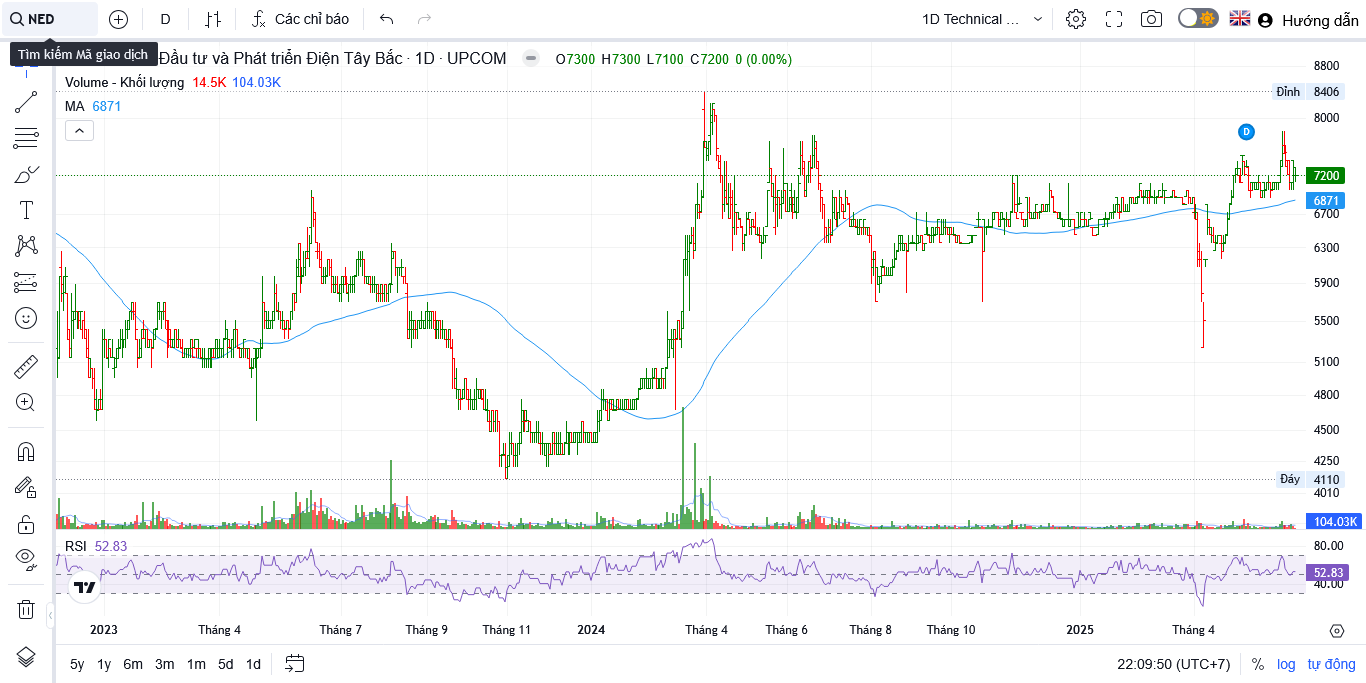 NED D Các chỉ báo 1D Technical ... Hướng dẫn
Tìm kiếm Mã giao dịch Đầu tư và Phát triển Điện Tây Bắc · 1D · UPCOM O7300 H7300 L7100 C7200 0 (0.00%)
Volume - Khối lượng 14.5K 104.03K
MA 6871
8800
Đỉnh 8406
8000
D
7200
6871
6700
6300
5900
5500
5100
4800
4500
4250
Đáy 4110
4010
104.03K
RSI 52.83
80.00
52.83
40.00
2023 Tháng 4 Tháng 7 Tháng 9 Tháng 11 2024 Tháng 4 Tháng 6 Tháng 8 Tháng 10 2025 Tháng 4
5y 1y 6m 3m 1m 5d 1d 22:09:50 (UTC+7) % log tự động